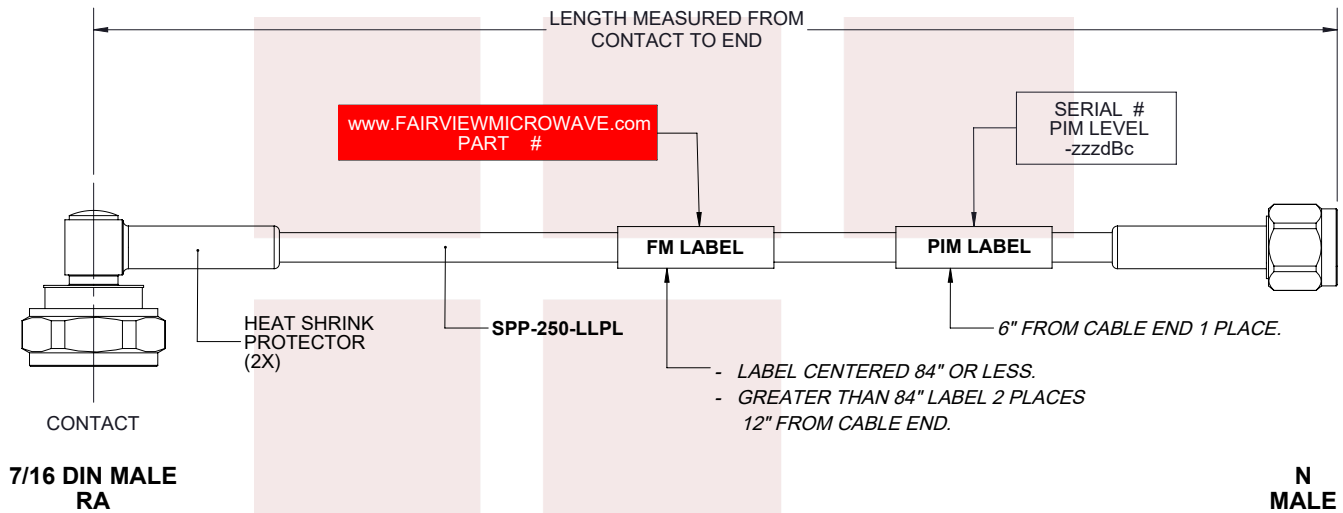 LENGTH MEASURED FROM
CONTACT TO END
www.FAIRVIEWMICROWAVE.com
PART #
SERIAL #
PIM LEVEL
-zzzdBc
FM LABEL
PIM LABEL
HEAT SHRINK
PROTECTOR
(2X)
SPP-250-LLPL
6" FROM CABLE END 1 PLACE.
- LABEL CENTERED 84" OR LESS.
- GREATER THAN 84" LABEL 2 PLACES
12" FROM CABLE END.
CONTACT
7/16 DIN MALE
RA
N
MALE